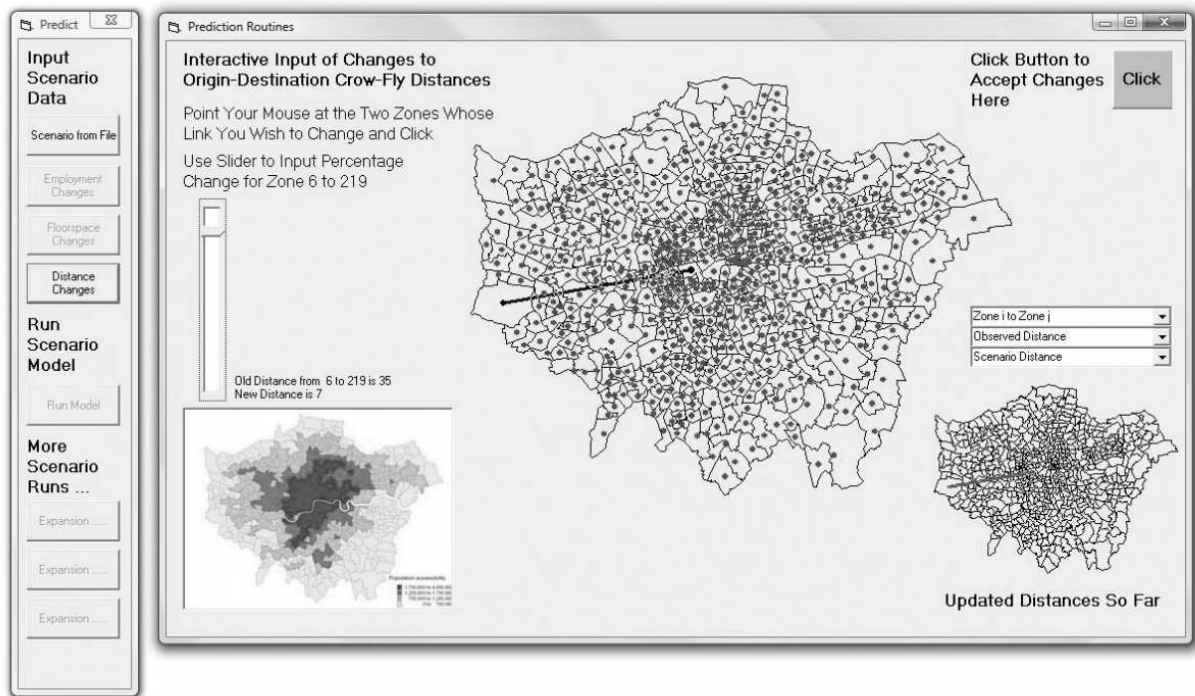 Predict
Input
Scenario
Data
Scenario from File
Employment
Changes
Floorspace
Changes
Distance
Changes
Run
Scenario
Model
Run Model
More
Scenario
Runs ...
Expansion ......
Expansion ......
Expansion ......
Prediction Routines
Interactive Input of Changes to
Origin-Destination Crow-Fly Distances
Point Your Mouse at the Two Zones Whose
Link You Wish to Change and Click
Use Slider to Input Percentage
Change for Zone 6 to 219
Old Distance from 6 to 219 is 35
New Distance is 7
Population accessibility
Click Button to
Accept Changes
Here
Click
Zone i to Zone j
Observed Distance
Scenario Distance
Updated Distances So Far